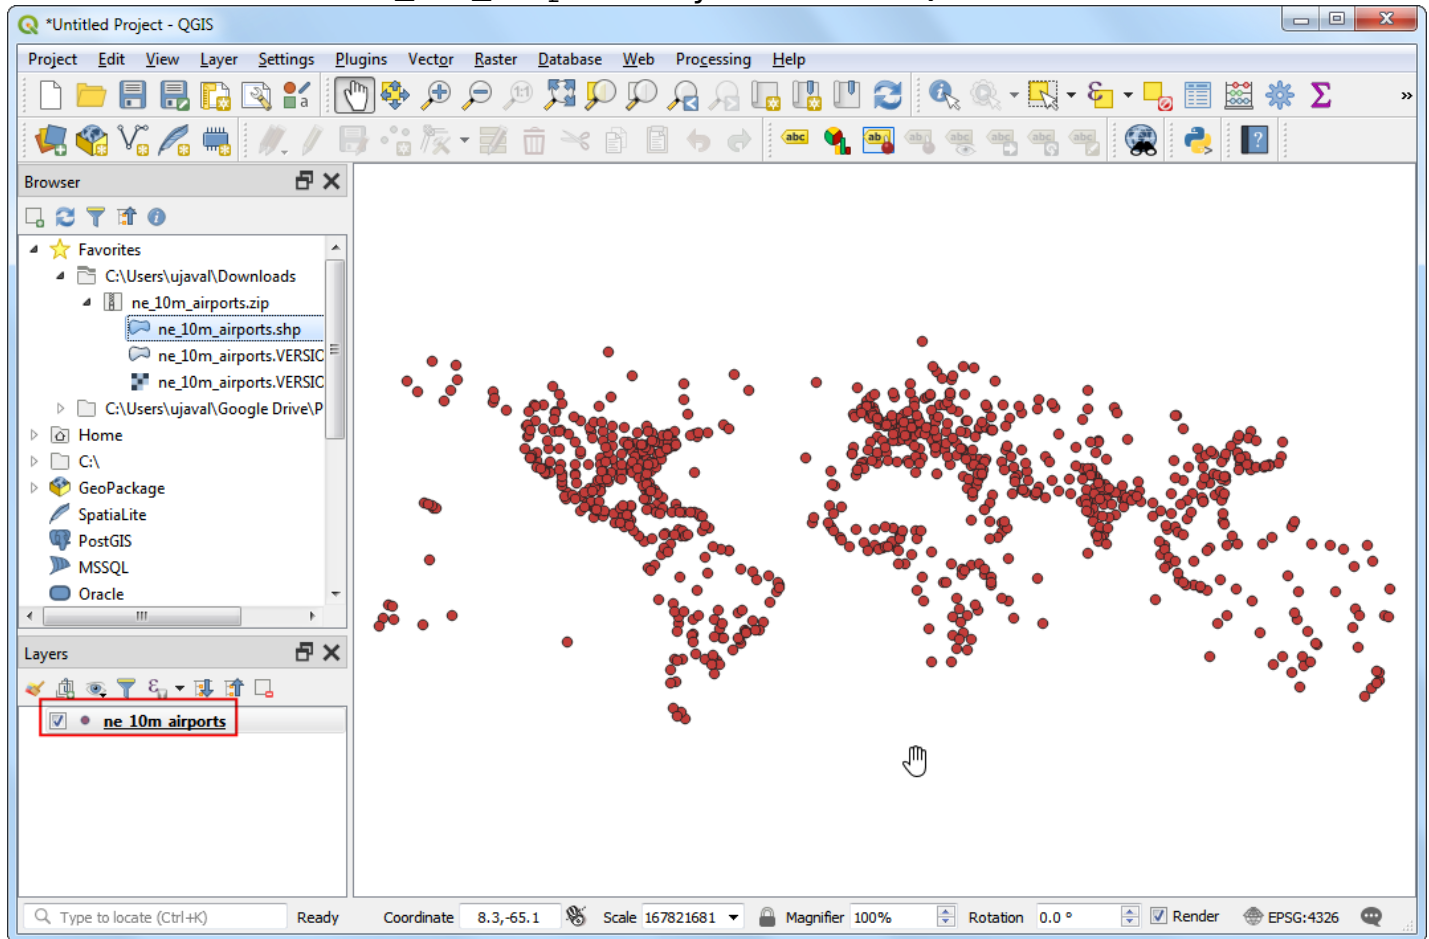 *Untitled Project - QGIS
Project Edit View Layer Settings Plugins Vector Raster Database Web Processing Help
Browser
Favorites
C:\Users\ujaval\Downloads
ne_10m_airports.zip
ne_10m_airports.shp
ne_10m_airports.VERSIC
ne_10m_airports.VERSIC
C:\Users\ujaval\Google Drive\P
Home
C:\
GeoPackage
SpatiaLite
PostGIS
MSSQL
Oracle
Layers
ne_10m_airports
Type to locate (Ctrl+K) Ready Coordinate 8.3,-65.1 Scale 167821681 Magnifier 100% Rotation 0.0 ° Render EPSG:4326